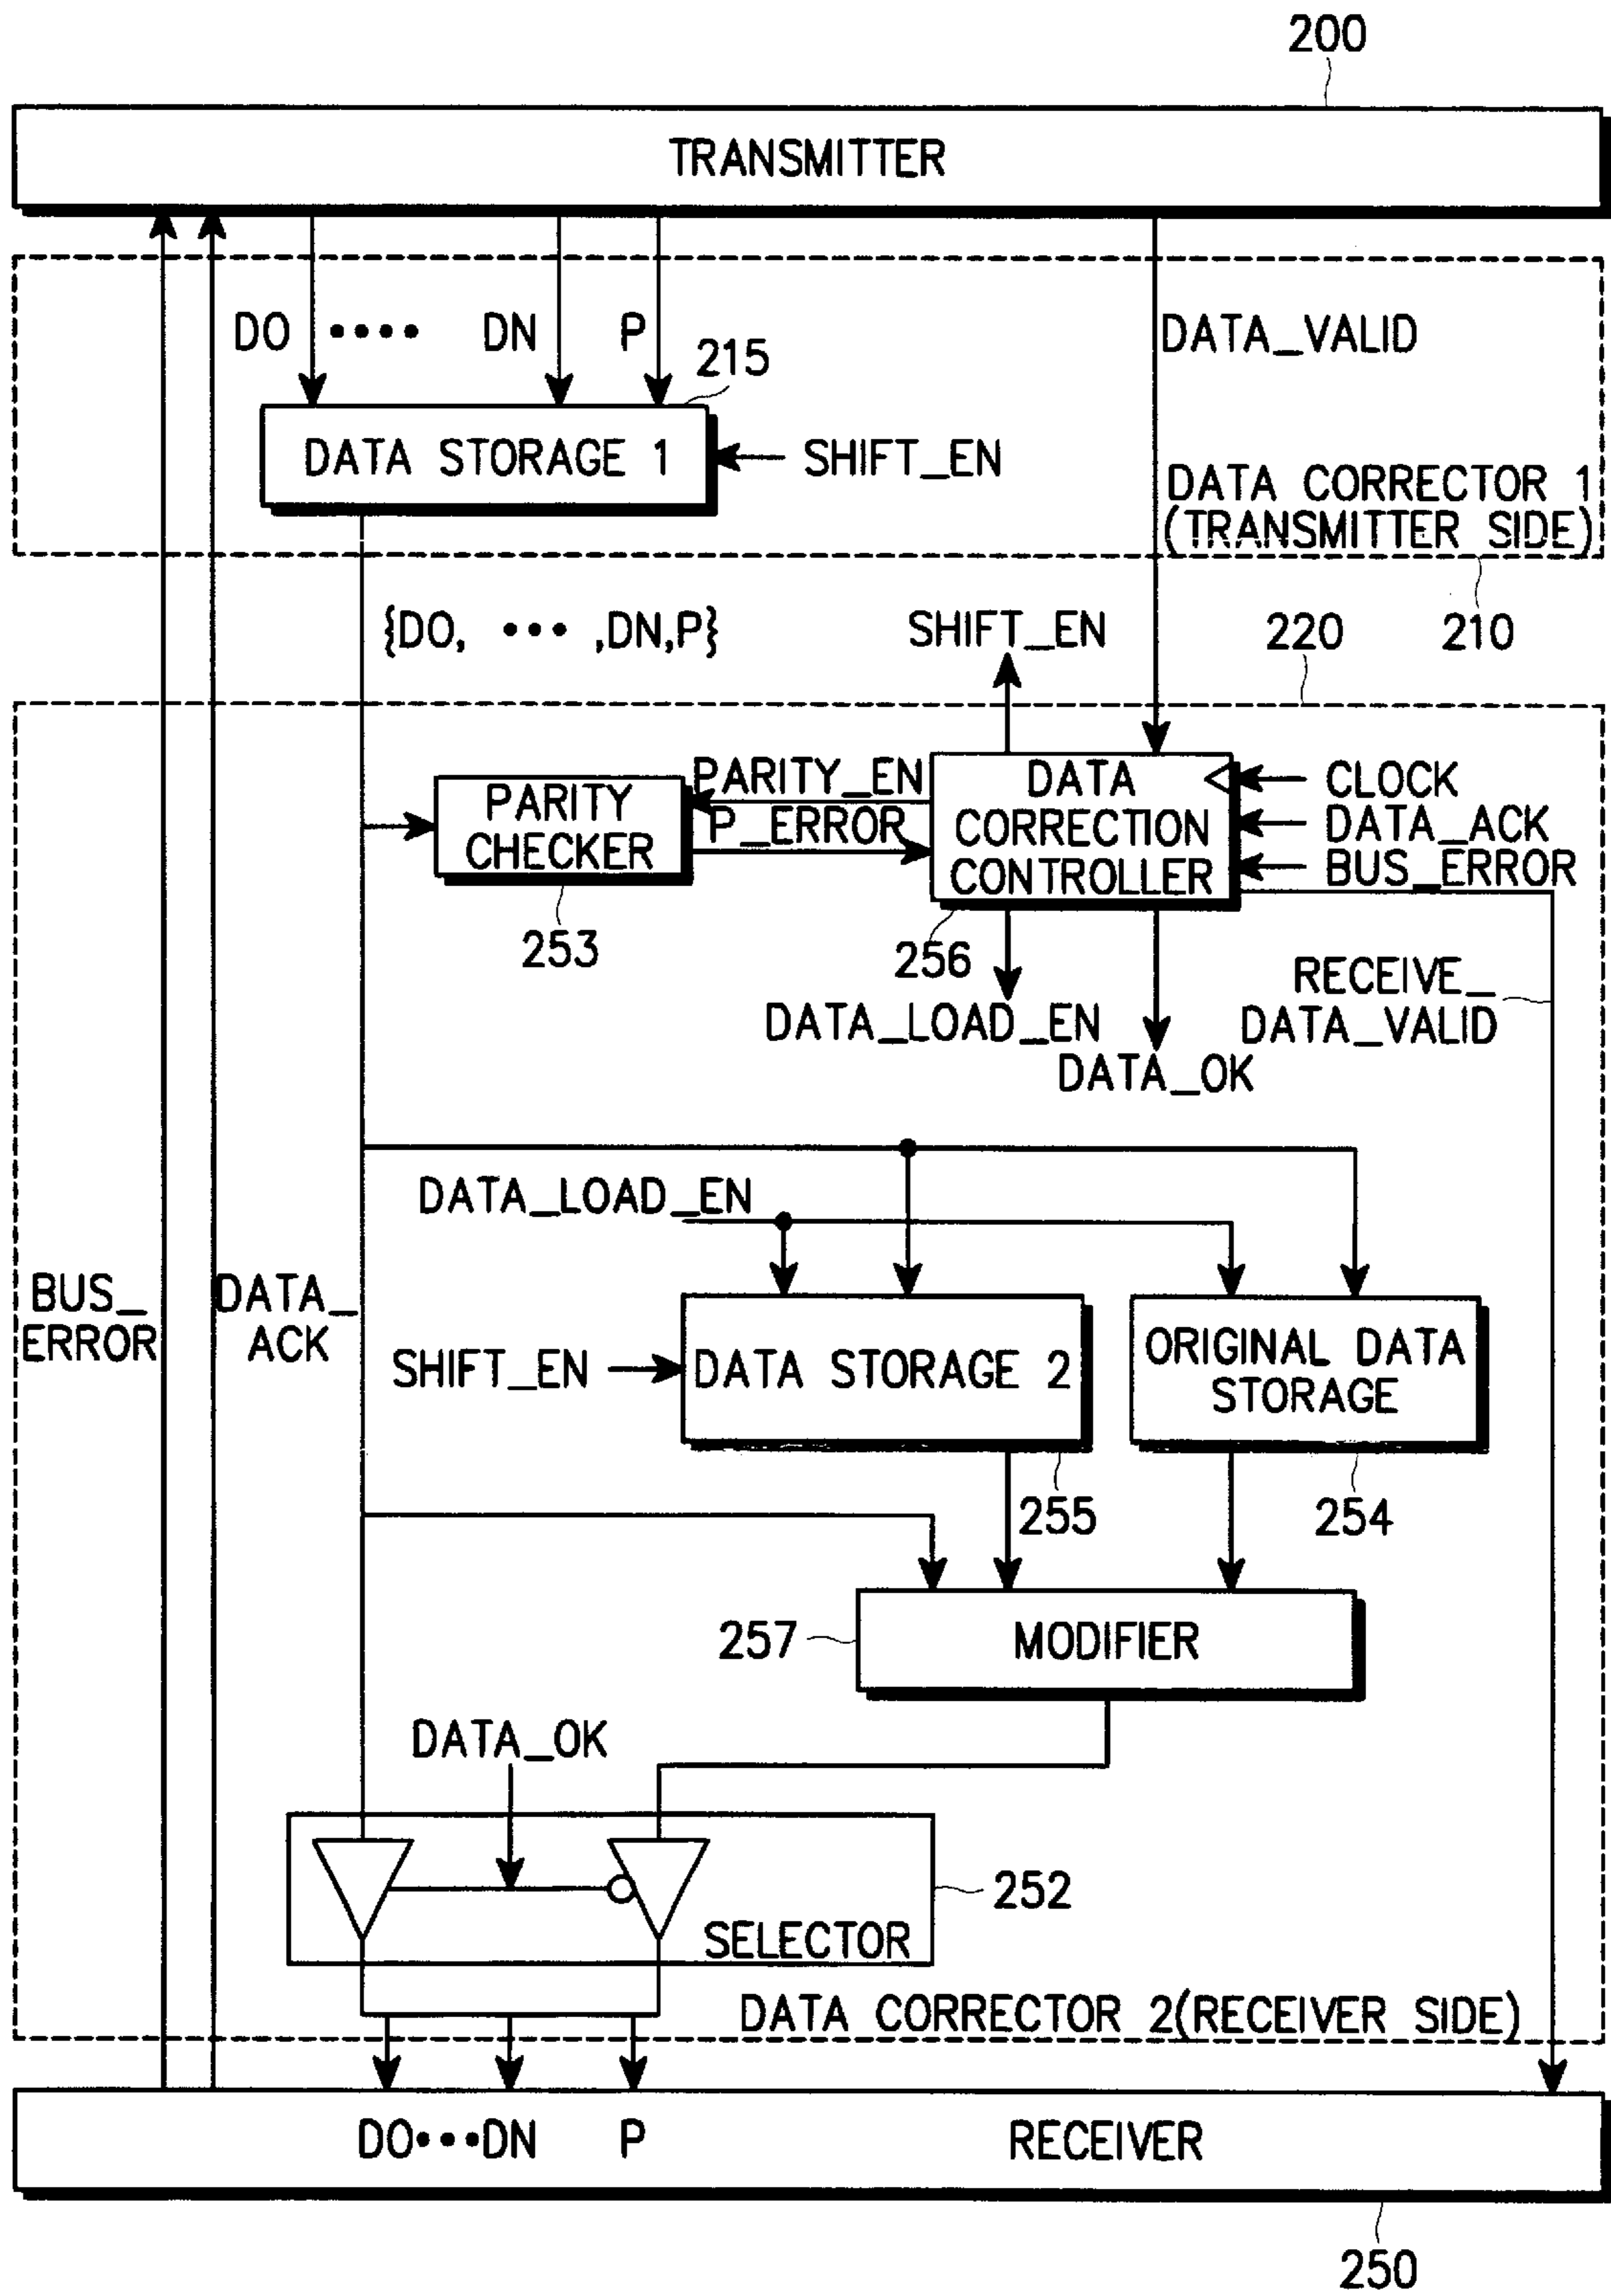 200
TRANSMITTER
DO •••• DN P
DATA_VALID
215
DATA STORAGE 1
SHIFT_EN
DATA CORRECTOR 1
(TRANSMITTER SIDE)
{DO, ••• ,DN,P}
SHIFT_EN
220
210
PARITY
CHECKER
PARITY_EN
P_ERROR
DATA
CORRECTION
CONTROLLER
CLOCK
DATA_ACK
BUS_ERROR
253
256
RECEIVE_
DATA_VALID
DATA_LOAD_EN
DATA_OK
DATA_LOAD_EN
BUS_
ERROR
DATA_
ACK
SHIFT_EN
DATA STORAGE 2
ORIGINAL DATA
STORAGE
255
254
257
MODIFIER
DATA_OK
252
SELECTOR
DATA CORRECTOR 2(RECEIVER SIDE)
DO•••DN P
RECEIVER
250